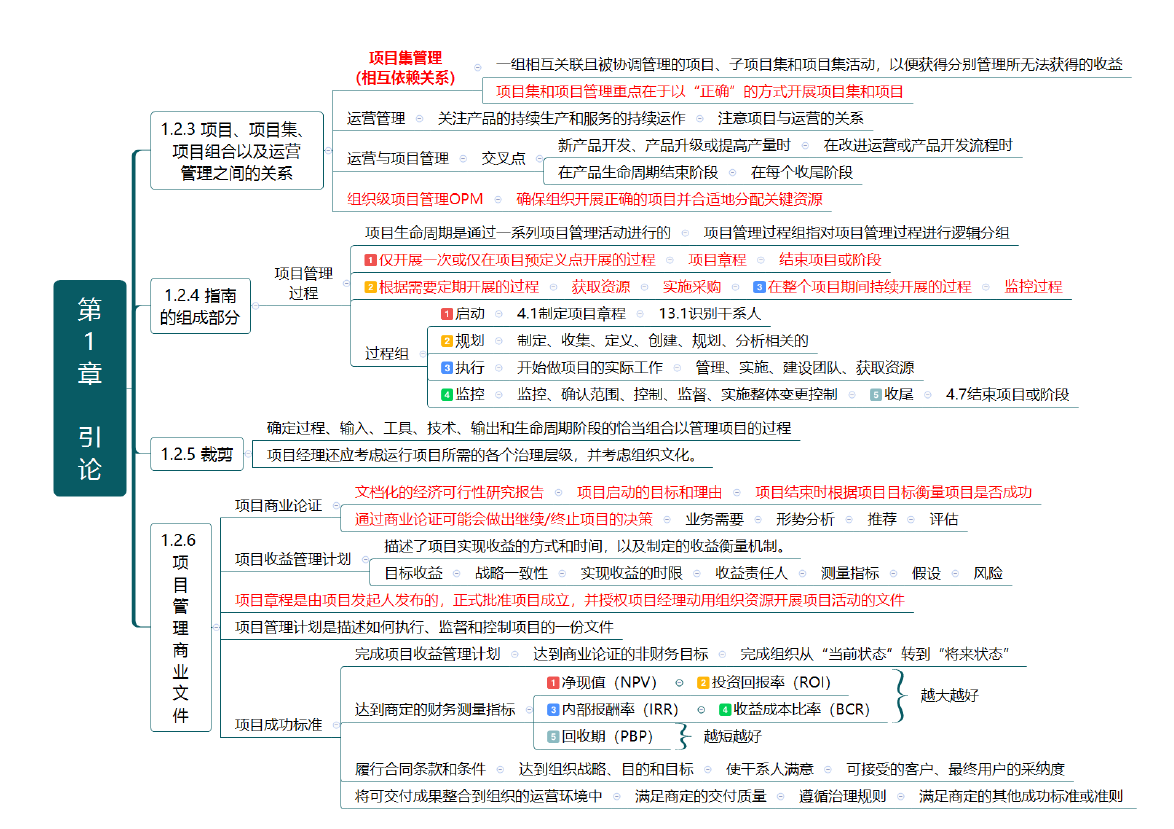 第
1
章
引
论
1.2.3 项目、项目集、
项目组合以及运营
管理之间的关系
项目集管理
（相互依赖关系）
一组相互关联且被协调管理的项目、子项目集和项目集活动，以便获得分别管理所无法获得的收益
项目集和项目管理重点在于以“正确”的方式开展项目集和项目
运营管理 关注产品的持续生产和服务的持续运作 注意项目与运营的关系
运营与项目管理 交叉点
新产品开发、产品升级或提高产量时 在改进运营或产品开发流程时
在产品生命周期结束阶段 在每个收尾阶段
组织级项目管理OPM 确保组织开展正确的项目并合适地分配关键资源
1.2.4 指南
的组成部分
项目管理
过程
项目生命周期是通过一系列项目管理活动进行的 项目管理过程组指对项目管理过程进行逻辑分组
1 仅开展一次或仅在项目预定义点开展的过程 项目章程 结束项目或阶段
2 根据需要定期开展的过程 获取资源 实施采购 3 在整个项目期间持续开展的过程 监控过程
过程组
1 启动 4.1制定项目章程 13.1识别干系人
2 规划 制定、收集、定义、创建、规划、分析相关的
3 执行 开始做项目的实际工作 管理、实施、建设团队、获取资源
4 监控 监控、确认范围、控制、监督、实施整体变更控制 5 收尾 4.7结束项目或阶段
1.2.5 裁剪
确定过程、输入、工具、技术、输出和生命周期阶段的恰当组合以管理项目的过程
项目经理还应考虑运行项目所需的各个治理层级，并考虑组织文化。
1.2.6
项
目
管
理
商
业
文
件
项目商业论证
文档化的经济可行性研究报告 项目启动的目标和理由 项目结束时根据项目目标衡量项目是否成功
通过商业论证可能会做出继续/终止项目的决策 业务需要 形势分析 推荐 评估
项目收益管理计划
描述了项目实现收益的方式和时间，以及制定的收益衡量机制。
目标收益 战略一致性 实现收益的时限 收益责任人 测量指标 假设 风险
项目章程是由项目发起人发布的，正式批准项目成立，并授权项目经理动用组织资源开展项目活动的文件
项目管理计划是描述如何执行、监督和控制项目的一份文件
项目成功标准
完成项目收益管理计划 达到商业论证的非财务目标 完成组织从“当前状态”转到“将来状态”
达到商定的财务测量指标
1 净现值（NPV） 2 投资回报率（ROI）
3 内部报酬率（IRR） 4 收益成本比率（BCR）
越大越好
5 回收期（PBP） 越短越好
履行合同条款和条件 达到组织战略、目的和目标 使干系人满意 可接受的客户、最终用户的采纳度
将可交付成果整合到组织的运营环境中 满足商定的交付质量 遵循治理规则 满足商定的其他成功标准或准则